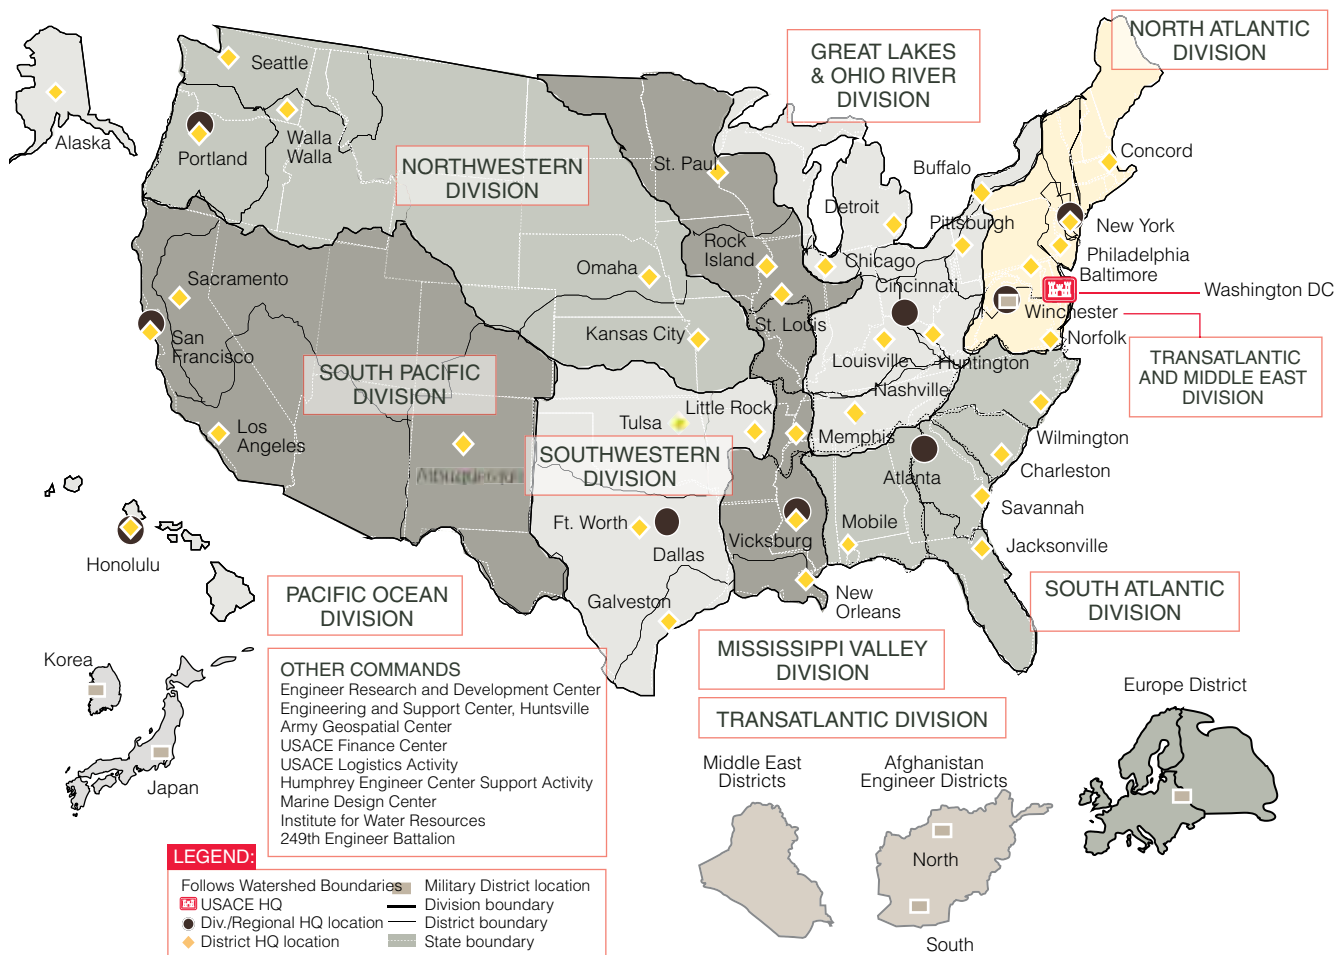 NORTH ATLANTIC
DIVISION
GREAT LAKES
& OHIO RIVER
DIVISION
Seattle
Alaska
Walla
Walla
Portland
NORTHWESTERN
DIVISION
St. Paul
Buffalo
Concord
Detroit
Pittsburgh
New York
Rock
Island
Philadelphia
Baltimore
Omaha
Chicago
Cincinnati
Washington DC
Sacramento
Winchester
St. Louis
Kansas City
Norfolk
San
Francisco
Louisville
Huntington
TRANSATLANTIC
AND MIDDLE EAST
DIVISION
SOUTH PACIFIC
DIVISION
Nashville
Little Rock
Tulsa
Memphis
Los
Angeles
Wilmington
SOUTHWESTERN
DIVISION
Charleston
Atlanta
Savannah
Ft. Worth
Mobile
Vicksburg
Dallas
Jacksonville
Honolulu
PACIFIC OCEAN
DIVISION
Galveston
New
Orleans
SOUTH ATLANTIC
DIVISION
MISSISSIPPI VALLEY
DIVISION
Korea
OTHER COMMANDS
Engineer Research and Development Center
Engineering and Support Center, Huntsville
Army Geospatial Center
USACE Finance Center
USACE Logistics Activity
Humphrey Engineer Center Support Activity
Marine Design Center
Institute for Water Resources
249th Engineer Battalion
Japan
TRANSATLANTIC DIVISION
Europe District
Middle East
Districts
Afghanistan
Engineer Districts
North
South
LEGEND:
Follows Watershed Boundaries
USACE HQ
Div./Regional HQ location
District HQ location
Military District location
Division boundary
District boundary
State boundary